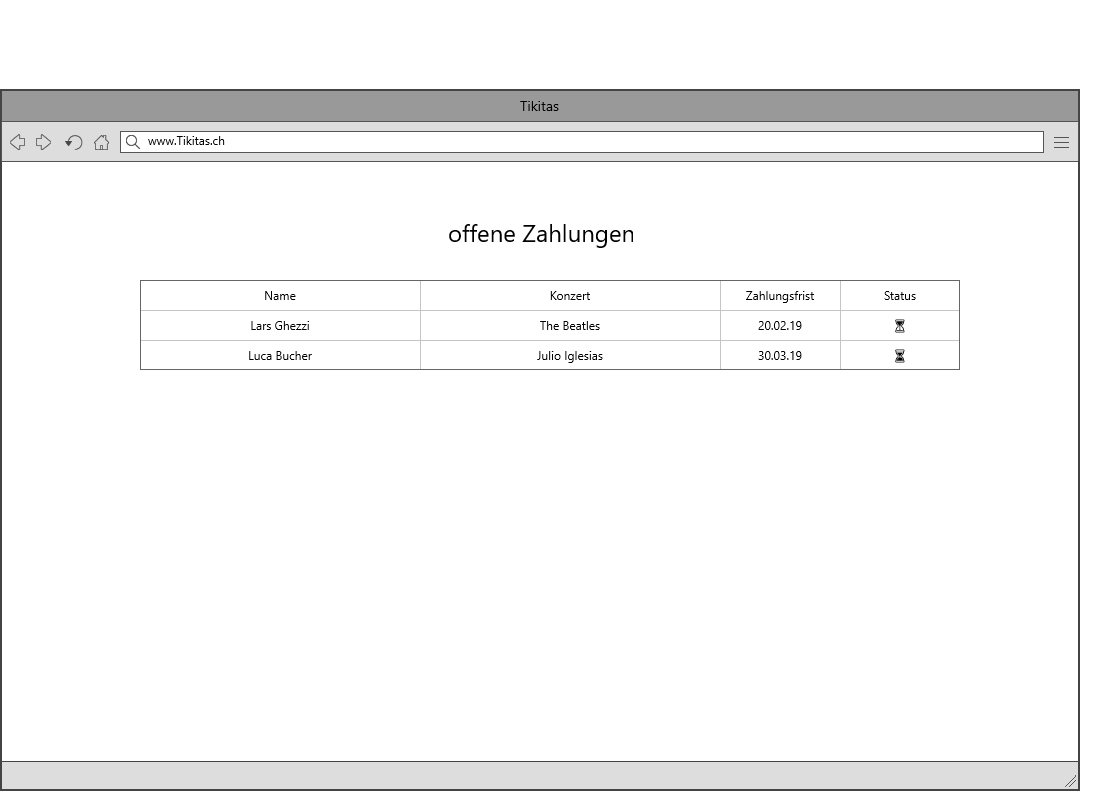 Tikitas
www.Tikitas.ch
offene Zahlungen
Name Konzert Zahlungsfrist Status
Lars Ghezzi The Beatles 20.02.19 ⌛
Luca Bucher Julio Iglesias 30.03.19 ⌛